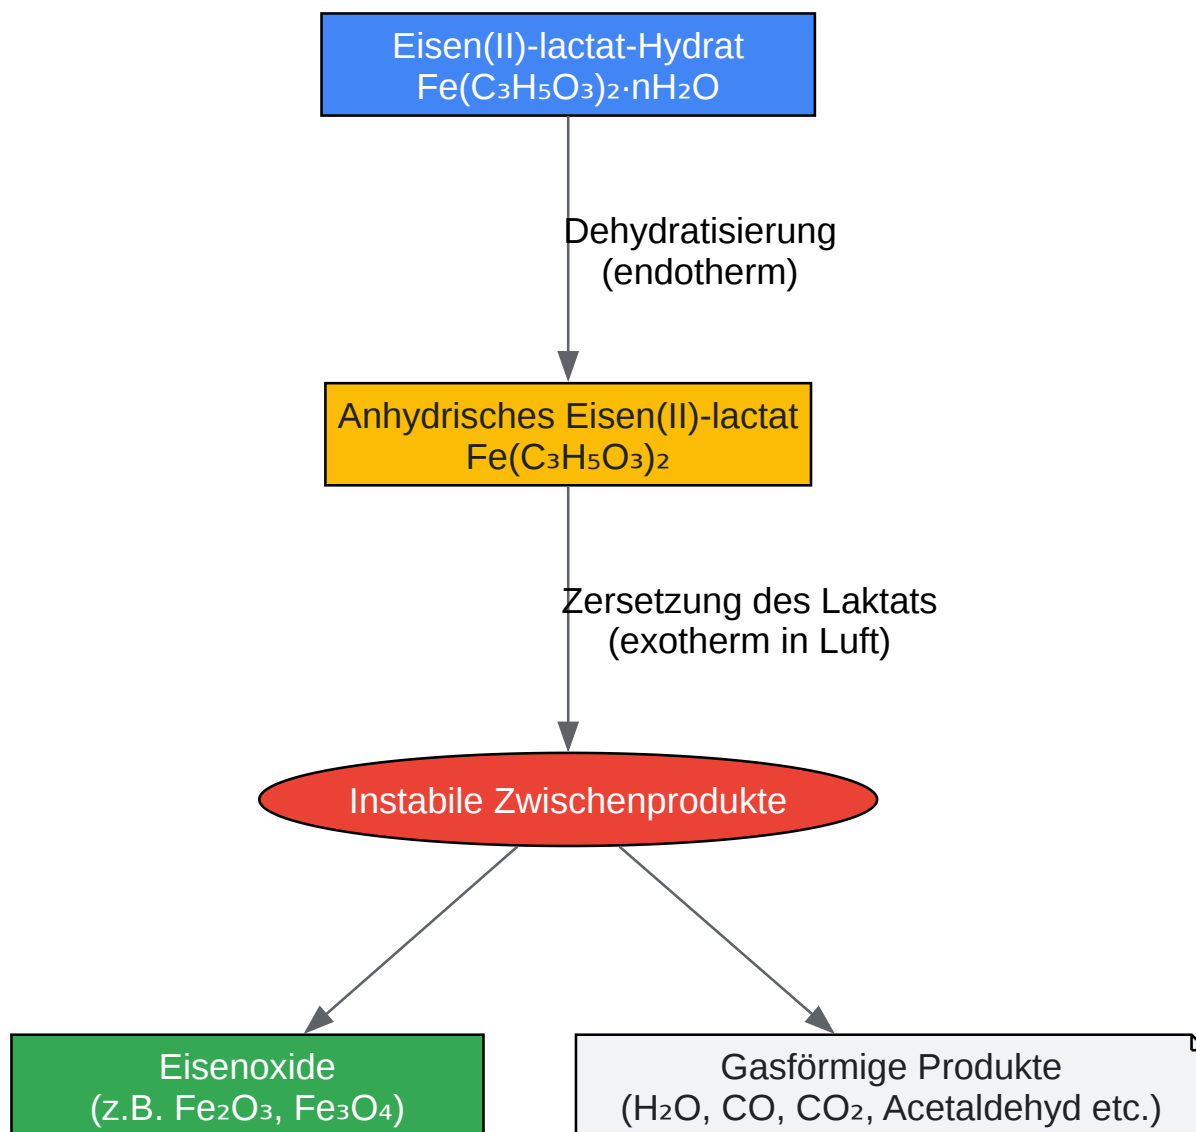 Eisen(II)-lactat-Hydrat
Fe(C₃H₅O₃)₂·nH₂O
Dehydratisierung
(endotherm)
Anhydrisches Eisen(II)-lactat
Fe(C₃H₅O₃)₂
Zersetzung des Laktats
(exotherm in Luft)
Instabile Zwischenprodukte
Eisenoxide
(z.B. Fe₂O₃, Fe₃O₄)
Gasförmige Produkte
(H₂O, CO, CO₂, Acetaldehyd etc.)